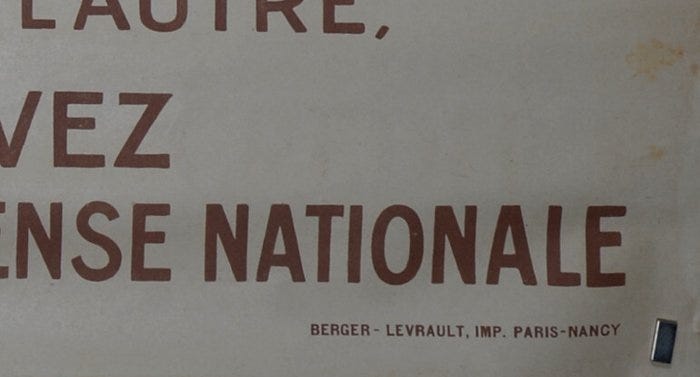 L'AUTRE,
VEZ
ENSE NATIONALE
BERGER-LEVRAULT, IMP. PARIS-NANCY